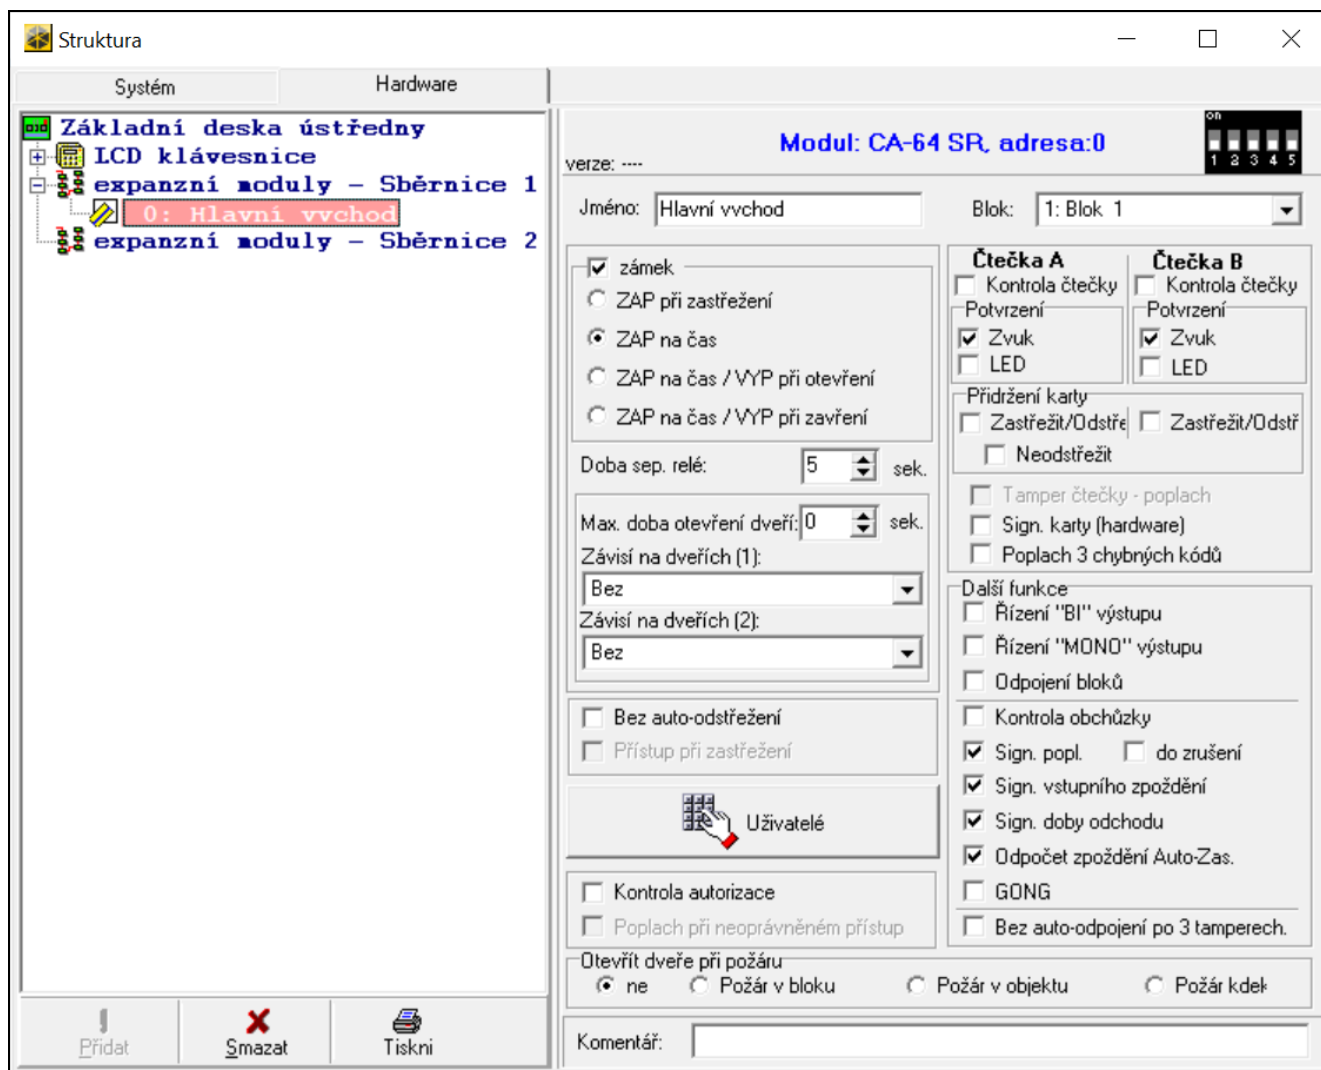 Struktura
Systém
Hardware
Základní deska ústředny
LCD klávesnice
expanzní moduly - Sběrnice 1
0: Hlavní vvchod
expanzní moduly - Sběrnice 2
Přidat
Smazat
Tiskni
Modul: CA-64 SR, adresa:0
verze: ----
on
1 2 3 4 5
Jméno: Hlavní vvchod
Blok: 1: Blok 1
zámek
ZAP při zastřežení
ZAP na čas
ZAP na čas / VYP při otevření
ZAP na čas / VYP při zavření
Doba sep. relé: 5 sek.
Max. doba otevření dveří: 0 sek.
Závisí na dveřích (1):
Bez
Závisí na dveřích (2):
Bez
Bez auto-odstřežení
Přístup při zastřežení
Uživatelé
Kontrola autorizace
Poplach při neoprávněném přístup
Čtečka A
Čtečka B
Kontrola čtečky
Kontrola čtečky
Potvrzení
Potvrzení
Zvuk
Zvuk
LED
LED
Přidržení karty
Zastřežit/Odstře
Zastřežit/Odstř
Neodstřežit
Tamper čtečky - poplach
Sign. karty (hardware)
Poplach 3 chybných kódů
Další funkce
Řízení "BI" výstupu
Řízení "MONO" výstupu
Odpojení bloků
Kontrola obchůzky
Sign. popl.
do zrušení
Sign. vstupního zpoždění
Sign. doby odchodu
Odpočet zpoždění Auto-Zas.
GONG
Bez auto-odpojení po 3 tamperech.
Otevřít dveře při požáru
ne
Požár v bloku
Požár v objektu
Požár kdek
Komentář: